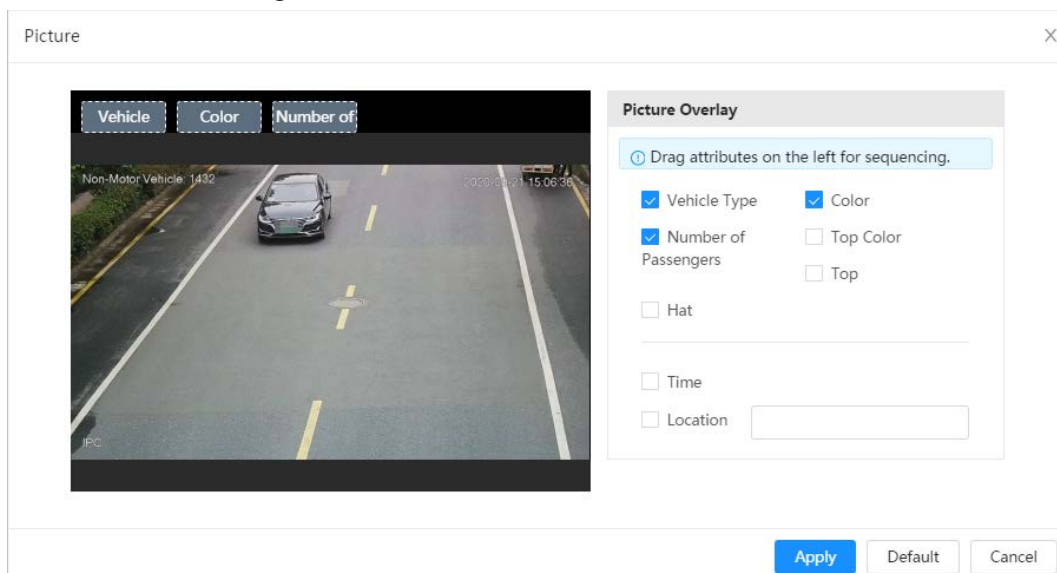 Picture
Vehicle Color Number of
Non-Motor Vehicle: 1432
IPC
Picture Overlay
Drag attributes on the left for sequencing.
Vehicle Type Color
Number of Passengers Top Color
Top
Hat
Time
Location
Apply Default Cancel